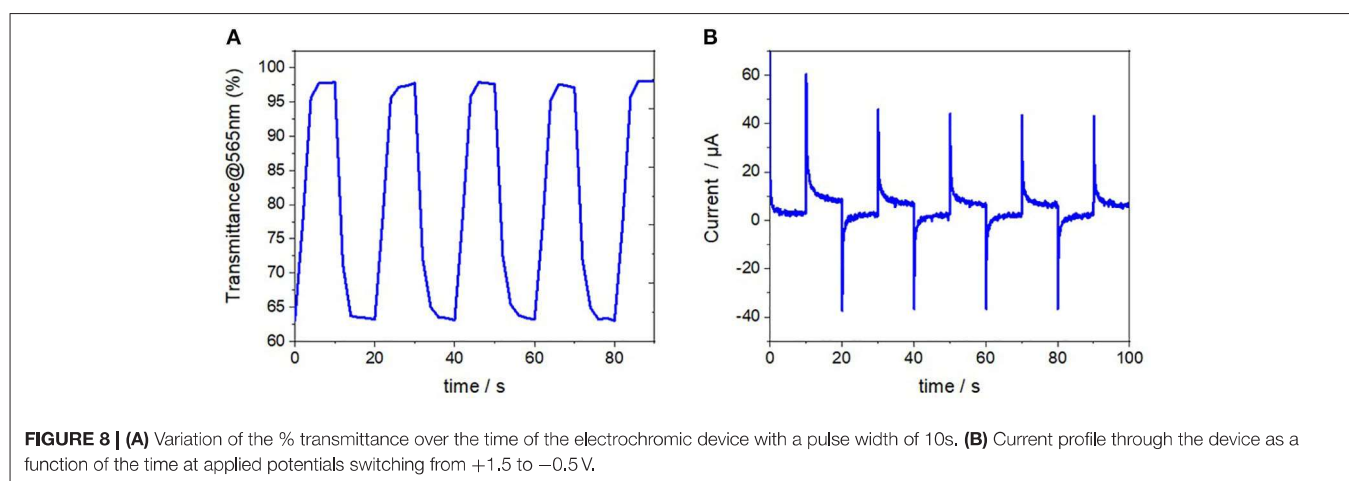 A
Transmittance@565nm (%)
100
95
90
85
80
75
70
65
60
0 20 40 60 80
time / s
B
Current / µA
60
40
20
0
-20
-40
0 20 40 60 80 100
time / s
FIGURE 8 | (A) Variation of the % transmittance over the time of the electrochromic device with a pulse width of 10s. (B) Current profile through the device as a
function of the time at applied potentials switching from +1.5 to −0.5 V.